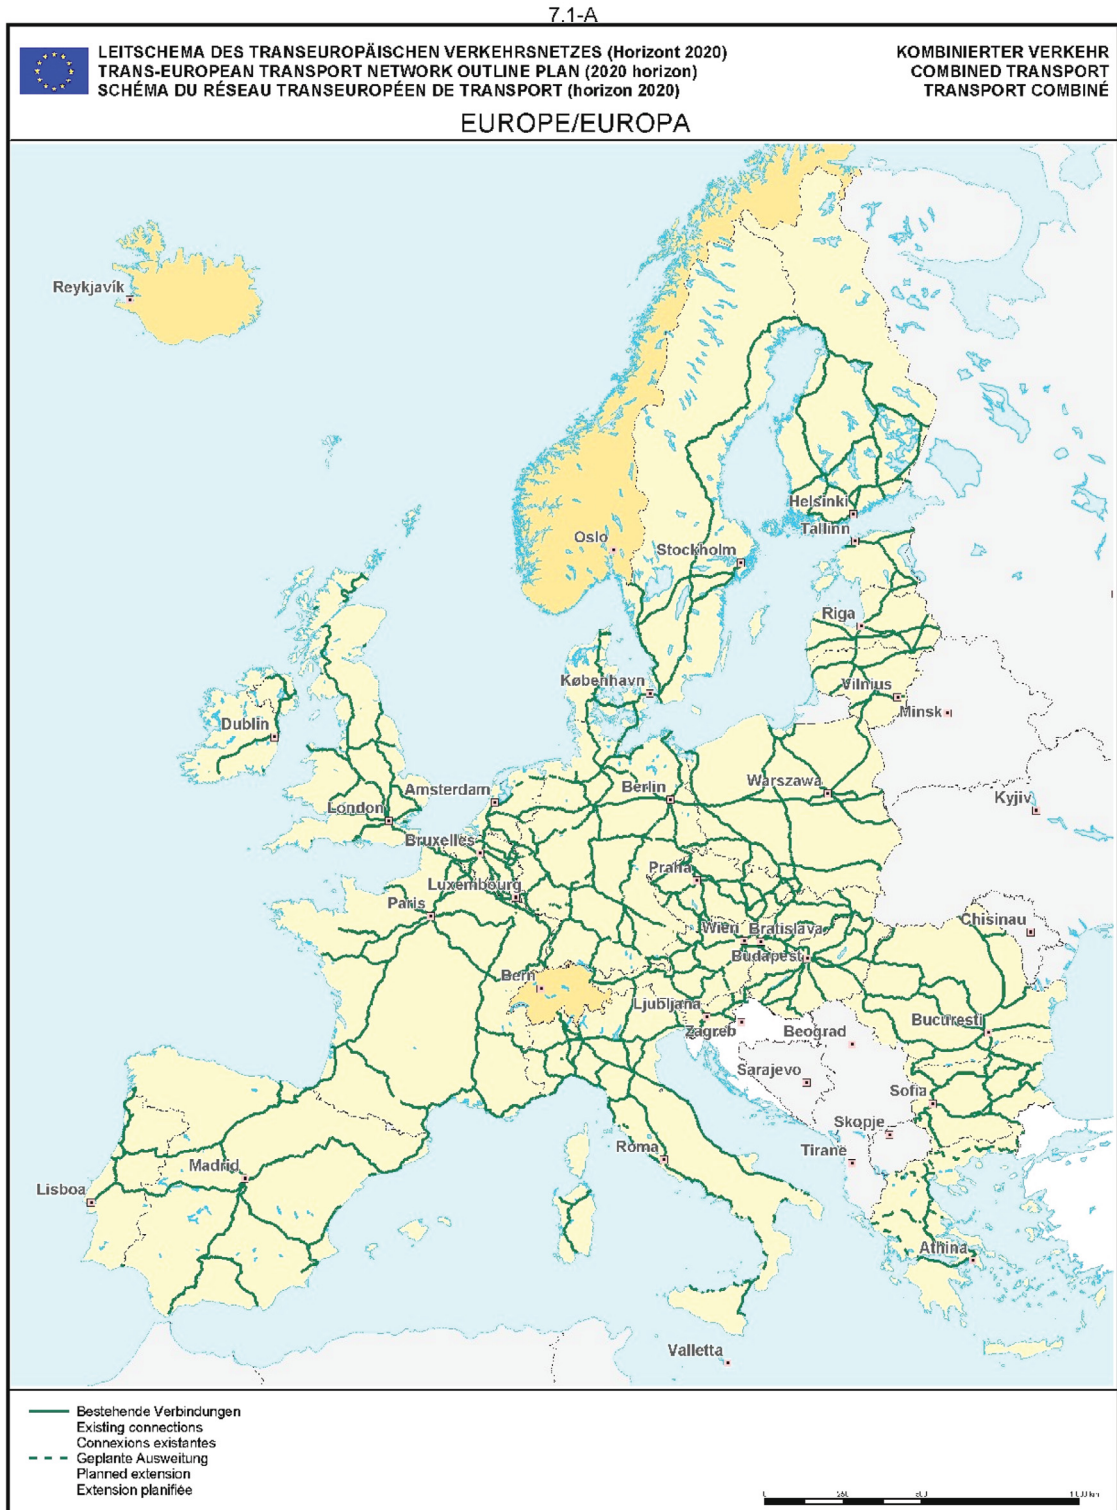 7.1-A
LEITSCHEMA DES TRANSEUROPÄISCHEN VERKEHRSNETZES (Horizont 2020)
TRANS-EUROPEAN TRANSPORT NETWORK OUTLINE PLAN (2020 horizon)
SCHÉMA DU RÉSEAU TRANSEUROPÉEN DE TRANSPORT (horizon 2020)
KOMBINIERTER VERKEHR
COMBINED TRANSPORT
TRANSPORT COMBINÉ
EUROPE/EUROPA
Reykjavík
Helsinki
Tallinn
Oslo
Stockholm
Riga
København
Vilnius
Minsk
Dublin
Amsterdam
Berlin
Warszawa
London
Kyjiv
Bruxelles
Praha
Luxembourg
Paris
Chisinau
Wien
Bratislava
Budapest
Bern
Ljubljana
Zagreb
Beograd
Bucuresti
Sarajevo
Sofia
Skopje
Roma
Tirane
Madrid
Lisboa
Athina
Valletta
Bestehende Verbindungen
Existing connections
Connexions existantes
Geplante Ausweitung
Planned extension
Extension planifiée